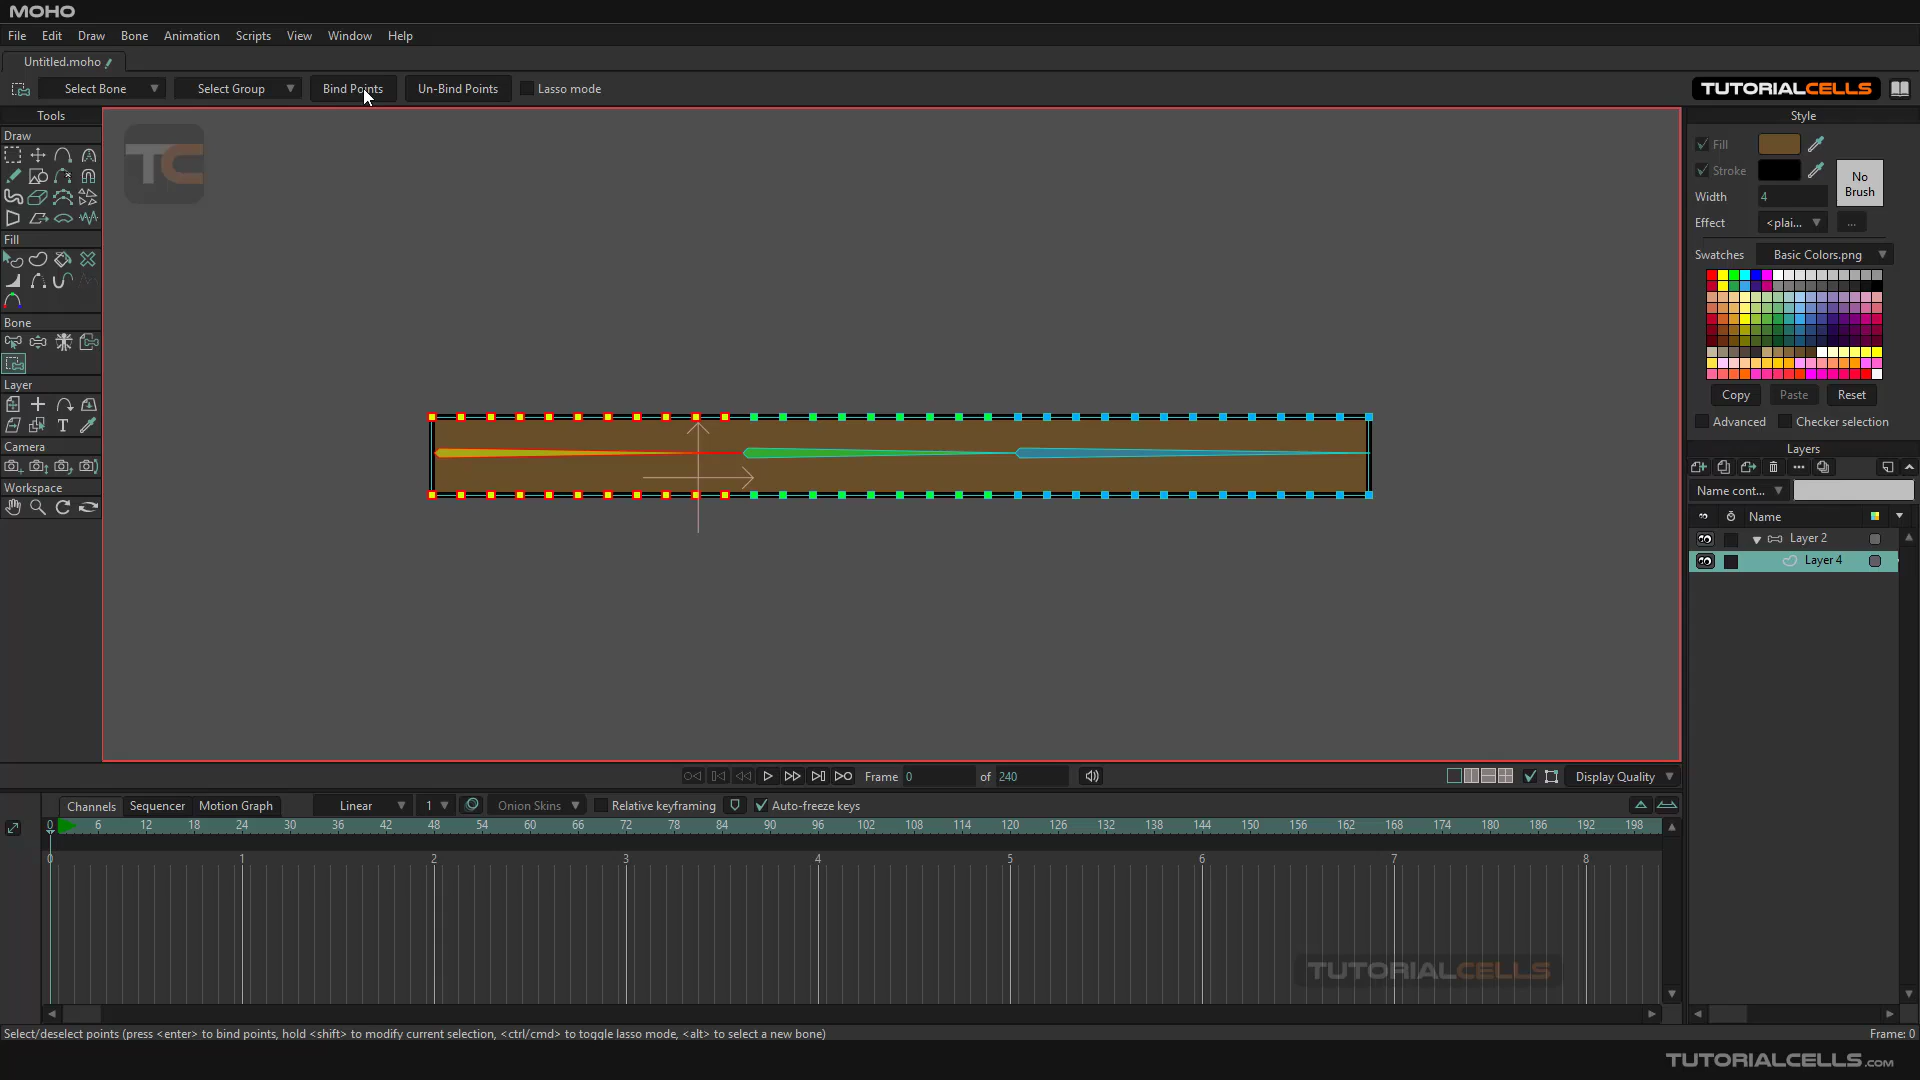 MOHO
File Edit Draw Bone Animation Scripts View Window Help
Untitled.moho
Select Bone Select Group Bind Points Un-Bind Points Lasso mode
TUTORIALCELLS
Tools
Draw
Fill
Bone
Layer
Camera
Workspace
TC
Style
Fill
Stroke
No Brush
Width 4
Effect <plai... ...
Swatches Basic Colors.png
Copy Paste Reset
Advanced Checker selection
Layers
Name cont...
Name
Layer 2
Layer 4
Frame 0 of 240 Display Quality
Channels Sequencer Motion Graph Linear 1 Onion Skins Relative keyframing Auto-freeze keys
0 6 12 18 24 30 36 42 48 54 60 66 72 78 84 90 96 102 108 114 120 126 132 138 144 150 156 162 168 174 180 186 192 198
0 1 2 3 4 5 6 7 8
TUTORIALCELLS
Select/deselect points (press <enter> to bind points, hold <shift> to modify current selection, <ctrl/cmd> to toggle lasso mode, <alt> to select a new bone) Frame: 0
TUTORIALCELLS.COM